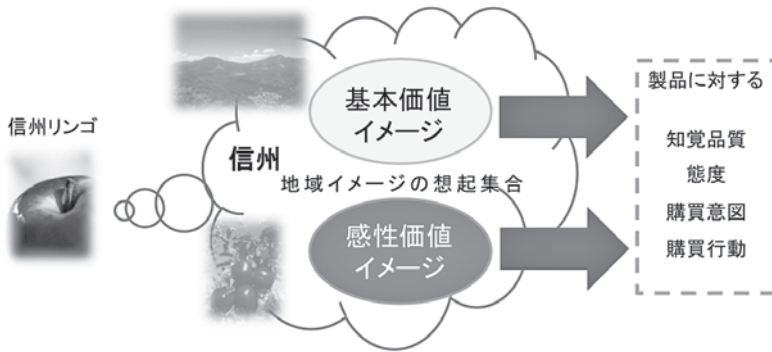 信州リンゴ
信州
基本価値
イメージ
地域イメージの想起集合
感性価値
イメージ
製品に対する
知覚品質
態度
購買意図
購買行動